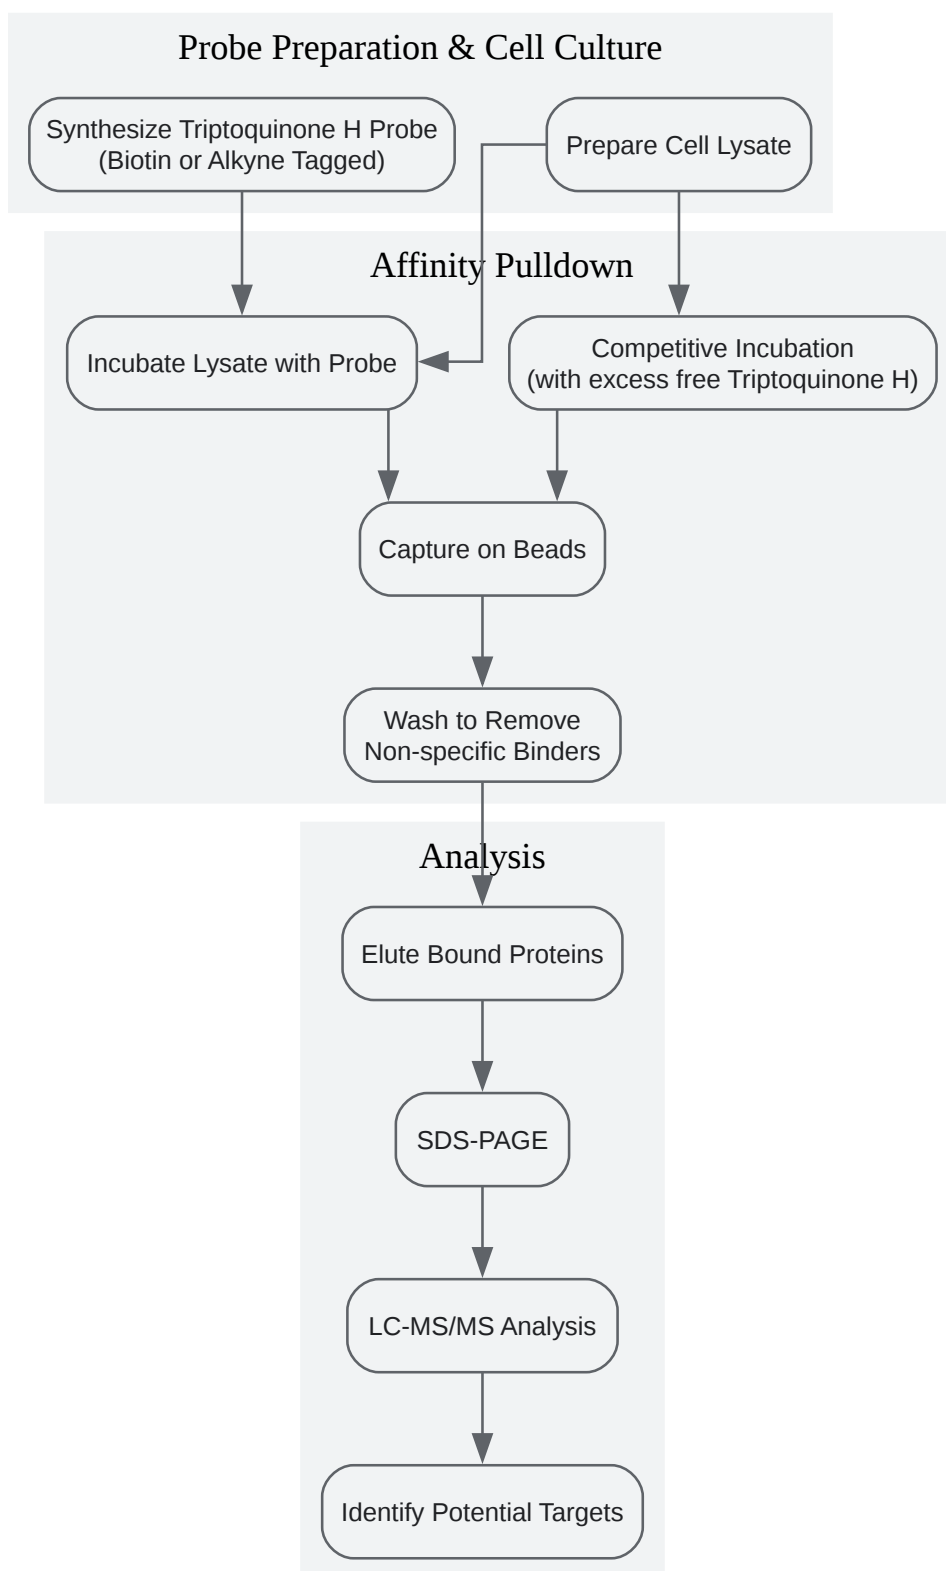 Probe Preparation & Cell Culture
Synthesize Triptoquinone H Probe
(Biotin or Alkyne Tagged)
Prepare Cell Lysate
Affinity Pulldown
Incubate Lysate with Probe
Competitive Incubation
(with excess free Triptoquinone H)
Capture on Beads
Wash to Remove
Non-specific Binders
Analysis
Elute Bound Proteins
SDS-PAGE
LC-MS/MS Analysis
Identify Potential Targets